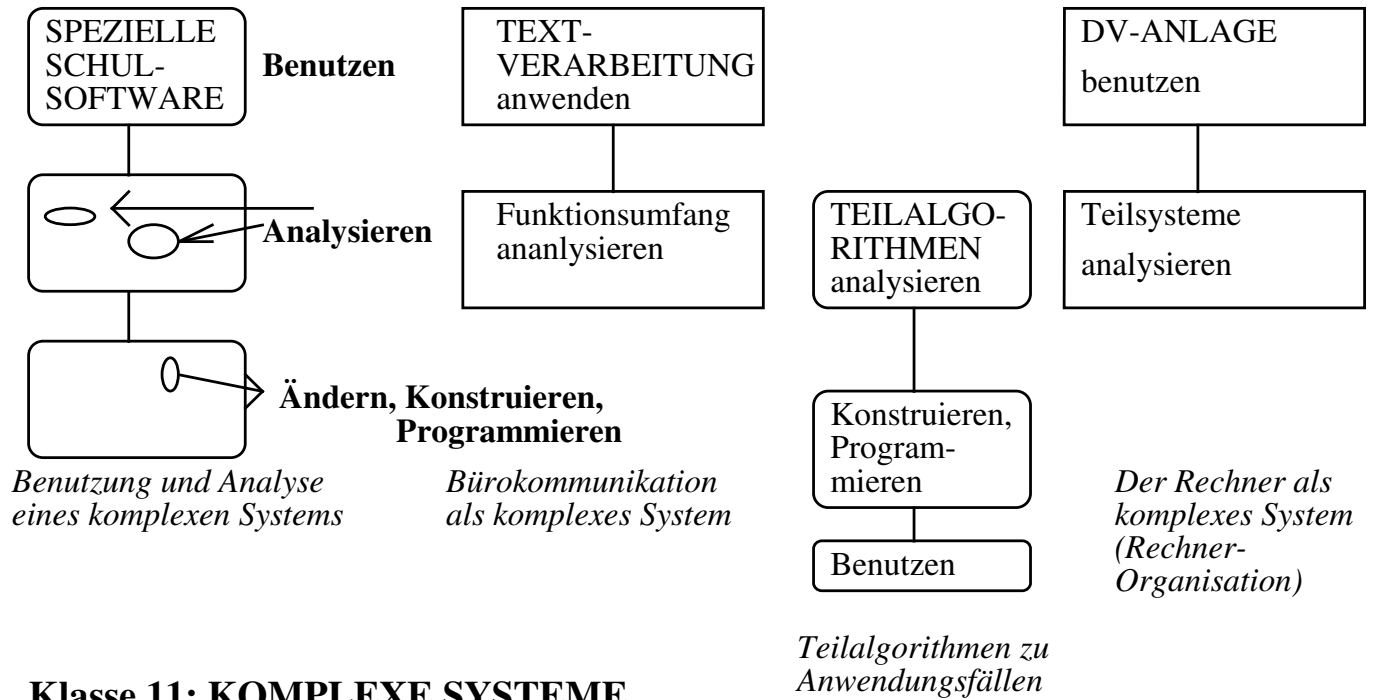 SPEZIELLE
SCHUL-
SOFTWARE
Benutzen
Analysieren
Ändern, Konstruieren,
Programmieren
Benutzung und Analyse
eines komplexen Systems
TEXT-
VERARBEITUNG
anwenden
Funktionsumfang
ananlysieren
Bürokommunikation
als komplexes System
TEILALGO-
RITHMEN
analysieren
Konstruieren,
Program-
mieren
Benutzen
Teilalgorithmen zu
Anwendungsfällen
DV-ANLAGE
benutzen
Teilsysteme
analysieren
Der Rechner als
komplexes System
(Rechner-
Organisation)
Klasse 11: KOMPLEXE SYSTEME